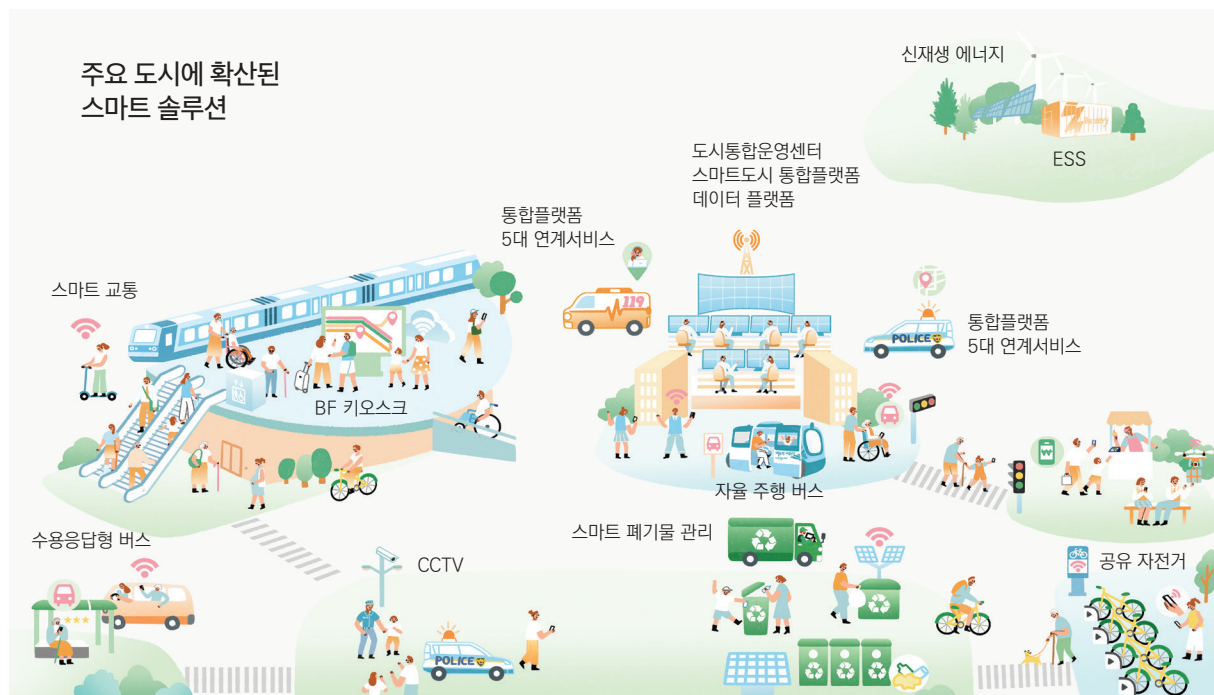 주요 도시에 확산된
스마트 솔루션
신재생 에너지
ESS
도시통합운영센터
스마트도시 통합플랫폼
데이터 플랫폼
통합플랫폼
5대 연계서비스
119
스마트 교통
POLICE
통합플랫폼
5대 연계서비스
BF 키오스크
자율 주행 버스
수용응답형 버스
CCTV
스마트 폐기물 관리
공유 자전거
POLICE